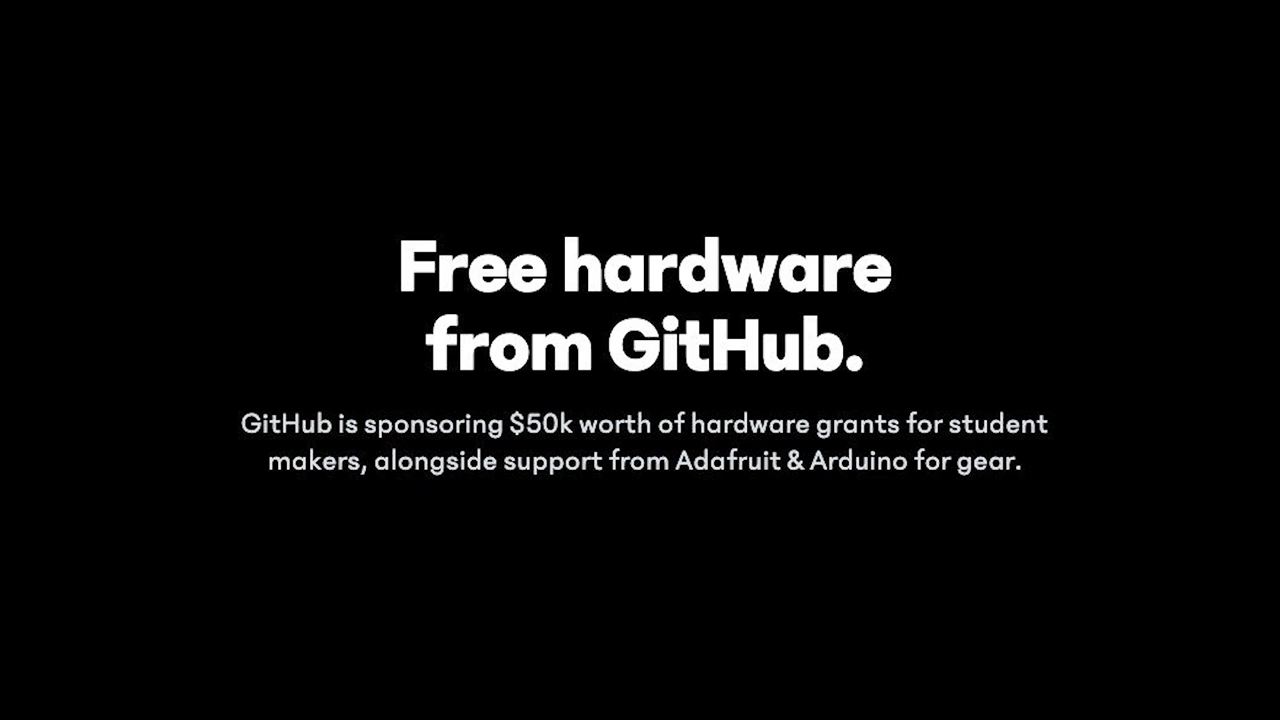 Free hardware
from GitHub.
GitHub is sponsoring $50k worth of hardware grants for student
makers, alongside support from Adafruit & Arduino for gear.